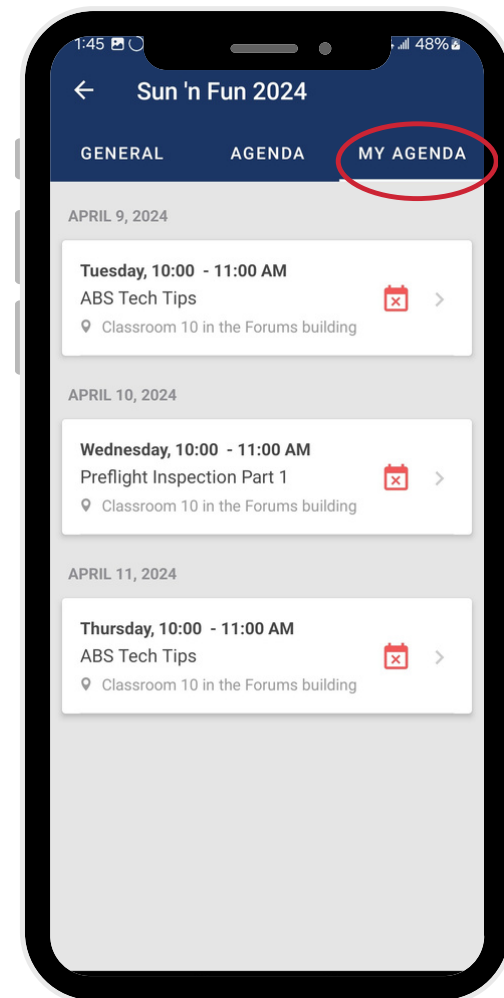 1:45 48%
Sun 'n Fun 2024
GENERAL AGENDA MY AGENDA
APRIL 9, 2024
Tuesday, 10:00 - 11:00 AM
ABS Tech Tips
Classroom 10 in the Forums building
APRIL 10, 2024
Wednesday, 10:00 - 11:00 AM
Preflight Inspection Part 1
Classroom 10 in the Forums building
APRIL 11, 2024
Thursday, 10:00 - 11:00 AM
ABS Tech Tips
Classroom 10 in the Forums building